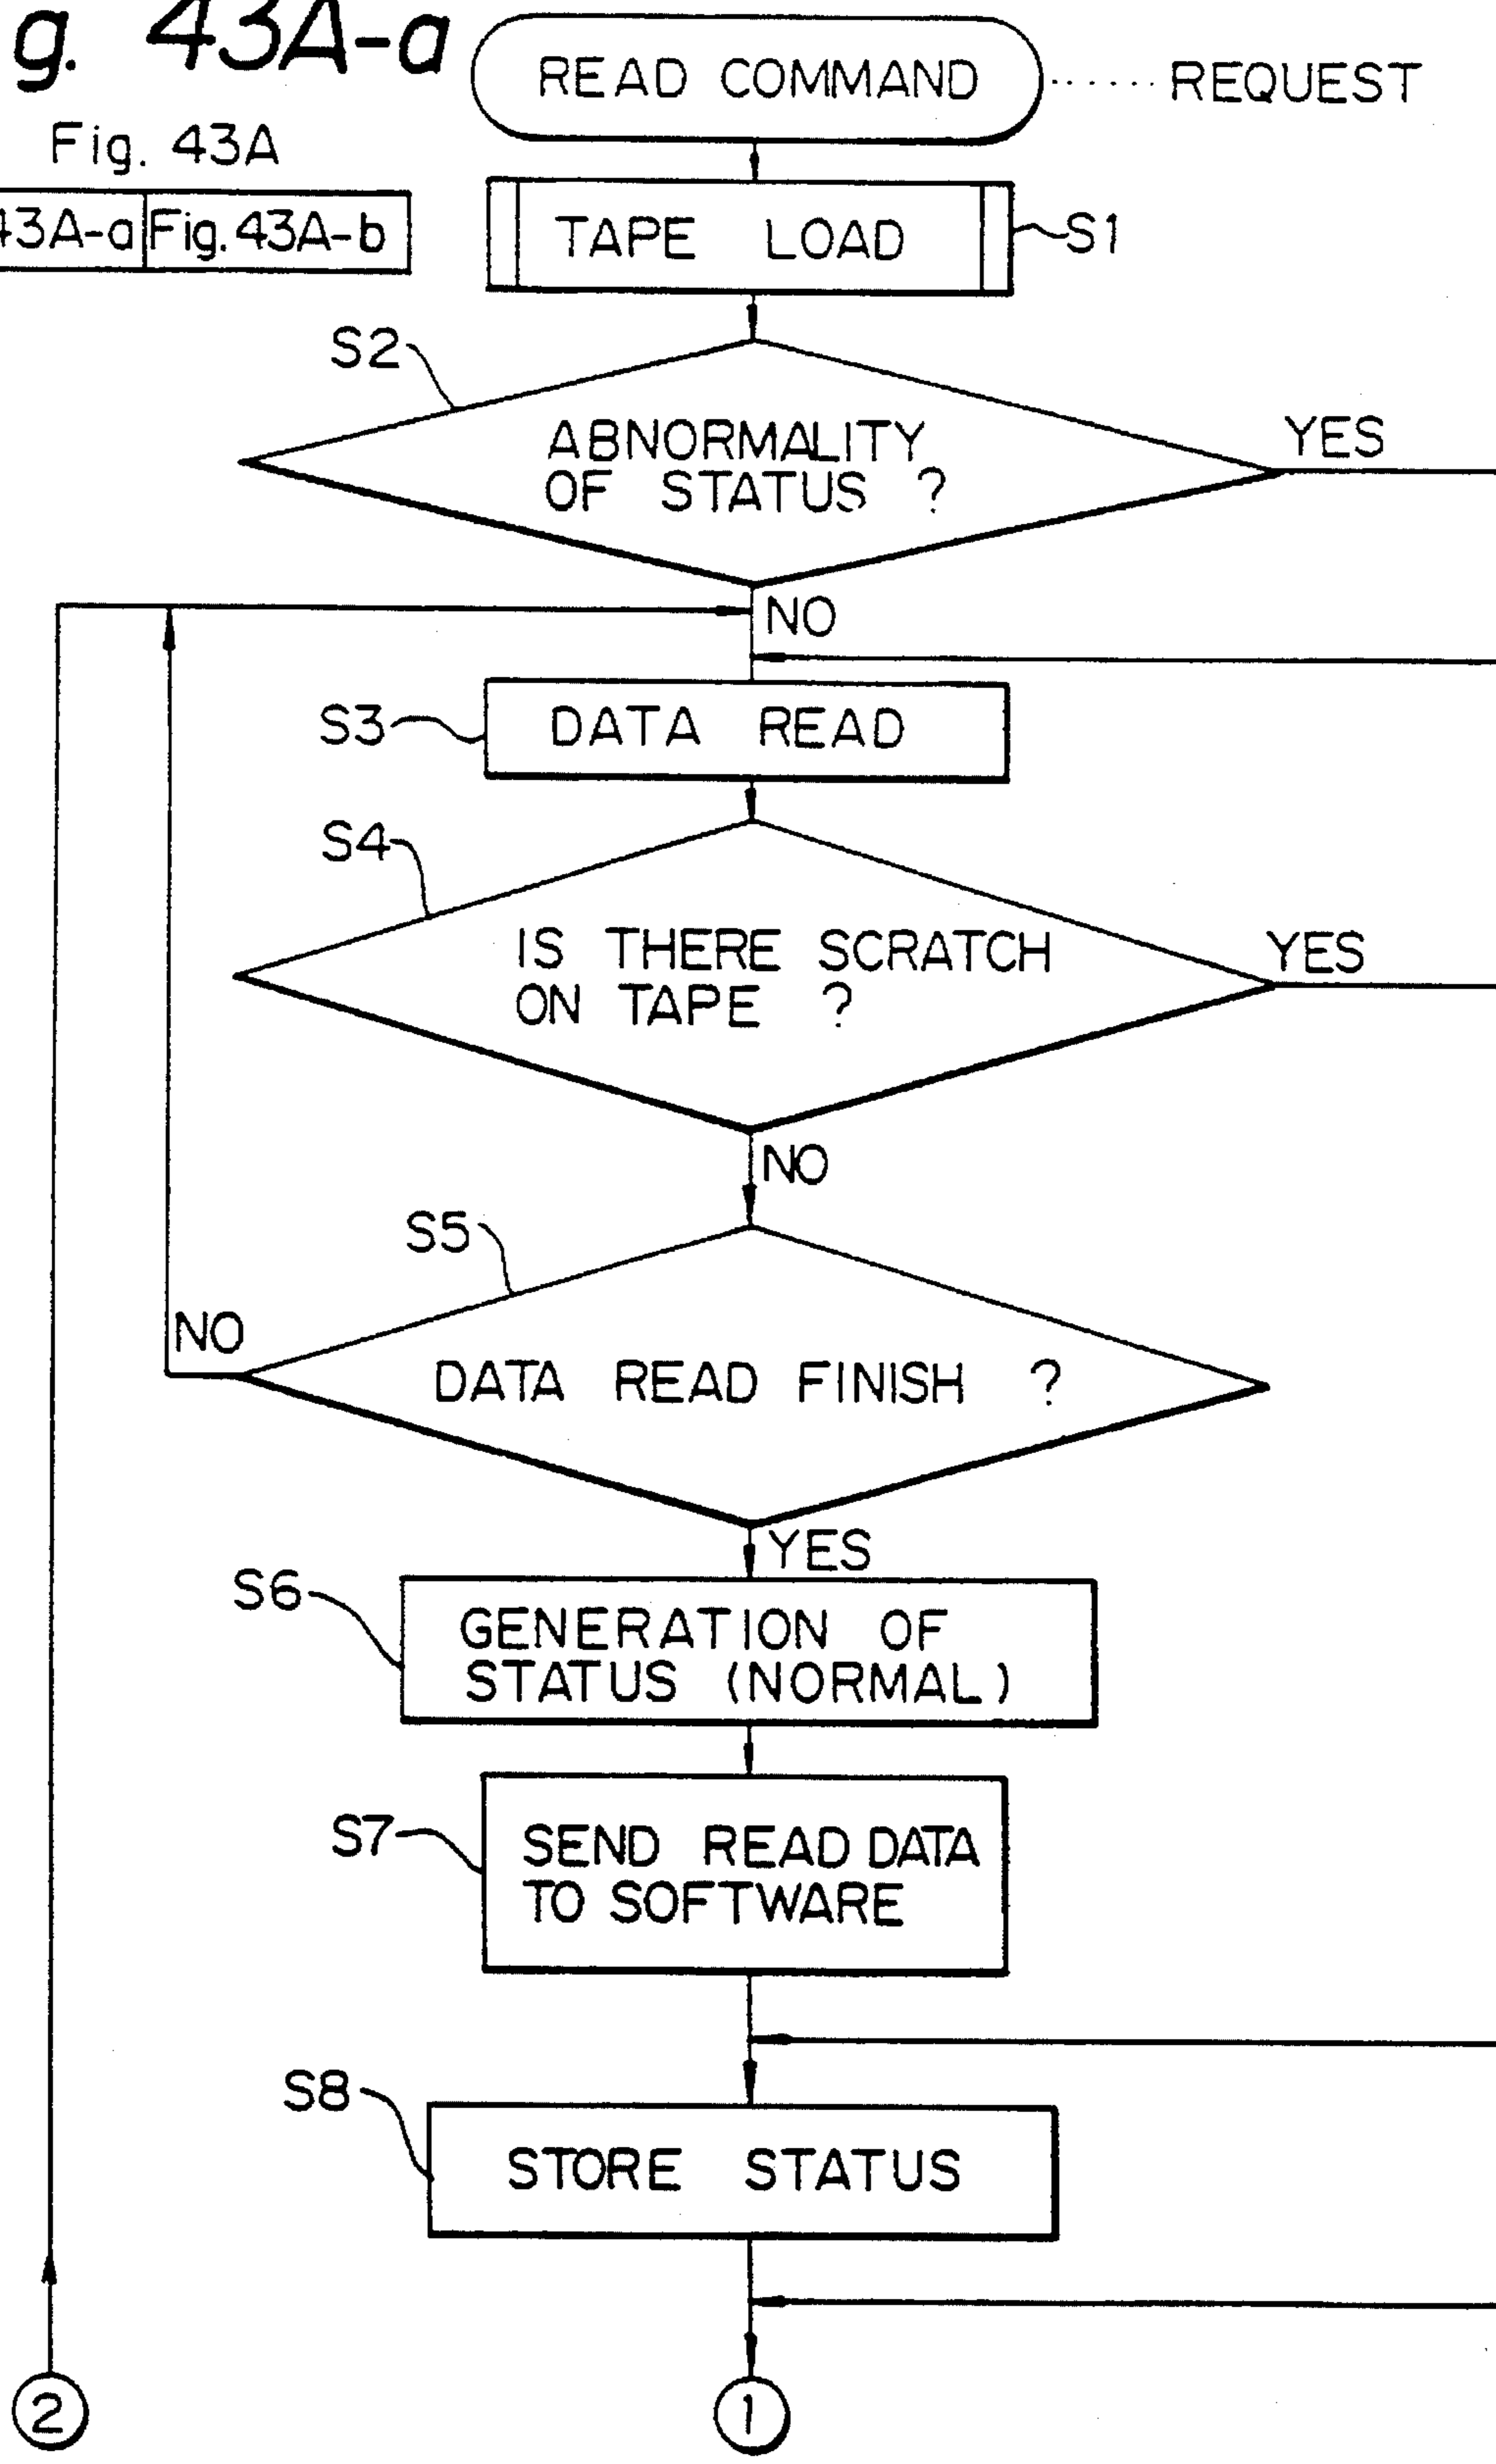 g. 43A-a
READ COMMAND
REQUEST
Fig. 43A
43A-a
Fig. 43A-b
TAPE LOAD
S1
S2
ABNORMALITY
OF STATUS ?
YES
NO
S3
DATA READ
S4
IS THERE SCRATCH
ON TAPE ?
YES
NO
S5
NO
DATA READ FINISH ?
YES
S6
GENERATION OF
STATUS (NORMAL)
S7
SEND READ DATA
TO SOFTWARE
S8
STORE STATUS
2
1